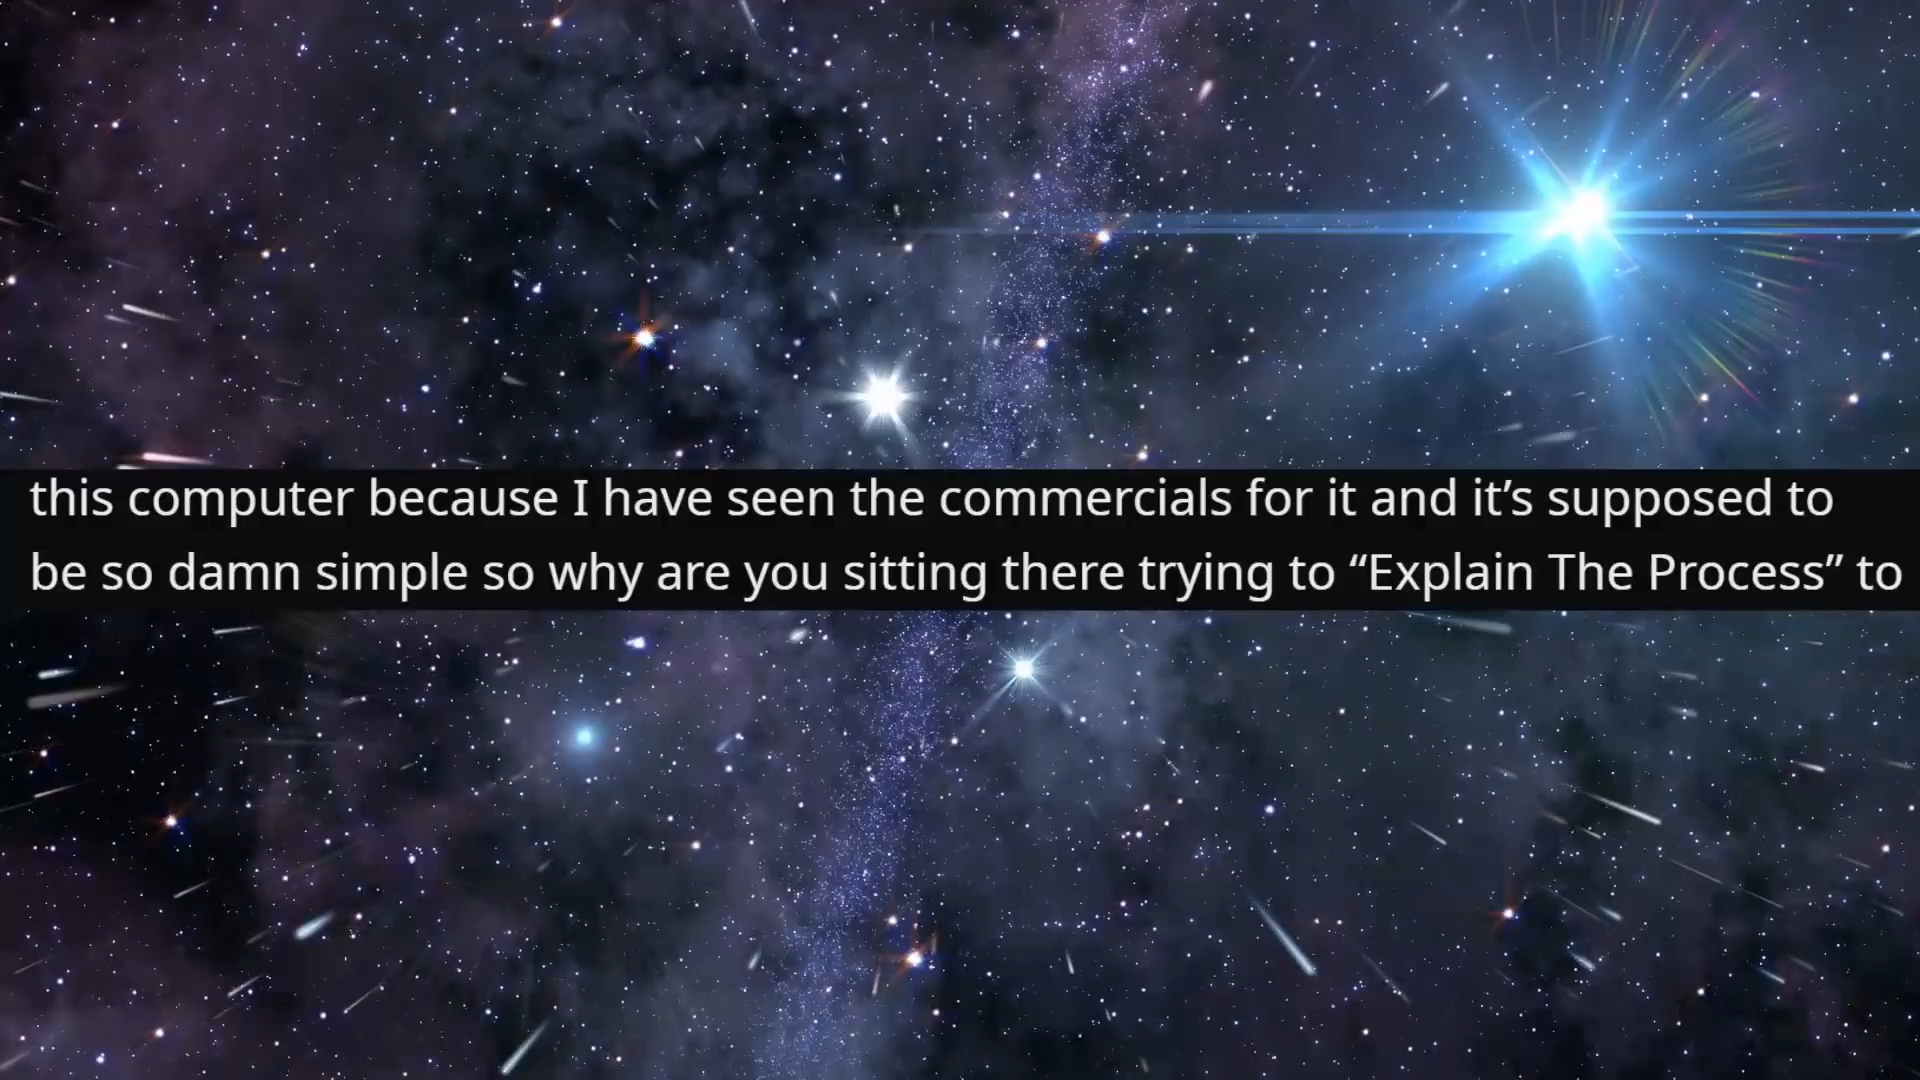 this computer because I have seen the commercials for it and it’s supposed to
be so damn simple so why are you sitting there trying to “Explain The Process” to